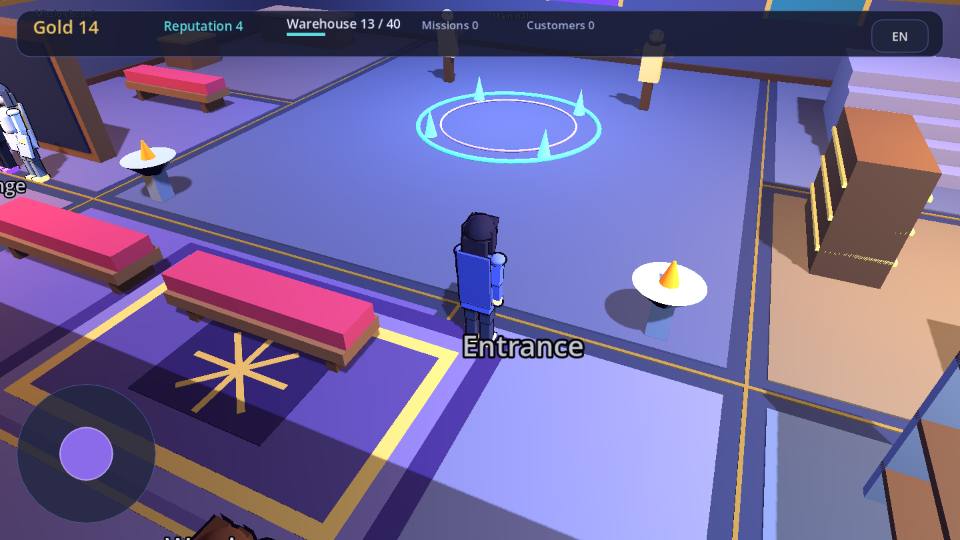 Gold 14
Reputation 4
Warehouse 13 / 40
Missions 0
Customers 0
EN
Entrance